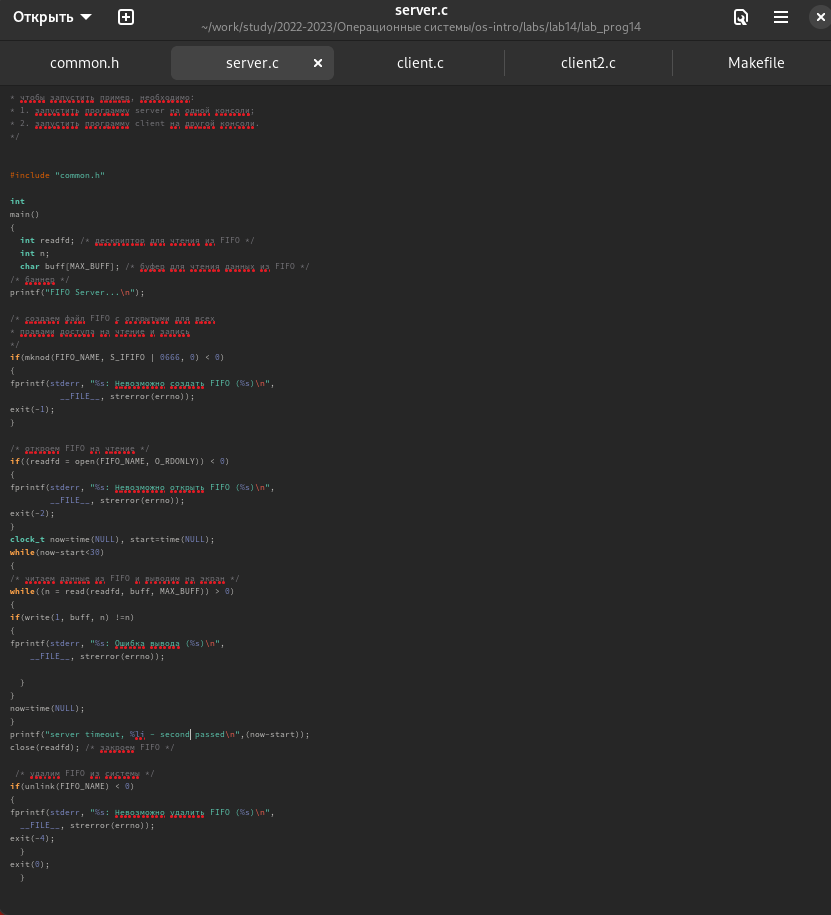 Открыть
server.c
~/work/study/2022-2023/Операционные системы/os-intro/labs/lab14/lab_prog14
common.h
server.c
client.c
client2.c
Makefile
* чтобы запустить пример, необходимо:
* 1. запустить программу server на одной консоли;
* 2. запустить программу client на другой консоли.
*/
#include "common.h"
int
main()
{
int readfd; /* дескриптор для чтения из FIFO */
int n;
char buff[MAX_BUFF]; /* буфер для чтения данных из FIFO */
/* баннер */
printf("FIFO Server...\n");
/* создаем файл FIFO с открытыми для всех
* правами доступа на чтение и запись
*/
if(mknod(FIFO_NAME, S_IFIFO | 0666, 0) < 0)
{
fprintf(stderr, "%s: Невозможно создать FIFO (%s)\n",
__FILE__, strerror(errno));
exit(-1);
}
/* откроем FIFO на чтение */
if((readfd = open(FIFO_NAME, O_RDONLY)) < 0)
{
fprintf(stderr, "%s: Невозможно открыть FIFO (%s)\n",
__FILE__, strerror(errno));
exit(-2);
}
clock_t now=time(NULL), start=time(NULL);
while(now-start<30)
{
/* читаем данные из FIFO и выводим на экран */
while((n = read(readfd, buff, MAX_BUFF)) > 0)
{
if(write(1, buff, n) !=n)
{
fprintf(stderr, "%s: Ошибка вывода (%s)\n",
__FILE__, strerror(errno));
}
}
now=time(NULL);
}
printf("server timeout, %li - second passed\n",(now-start));
close(readfd); /* закроем FIFO */
/* удалим FIFO из системы */
if(unlink(FIFO_NAME) < 0)
{
fprintf(stderr, "%s: Невозможно удалить FIFO (%s)\n",
__FILE__, strerror(errno));
exit(-4);
}
exit(0);
}